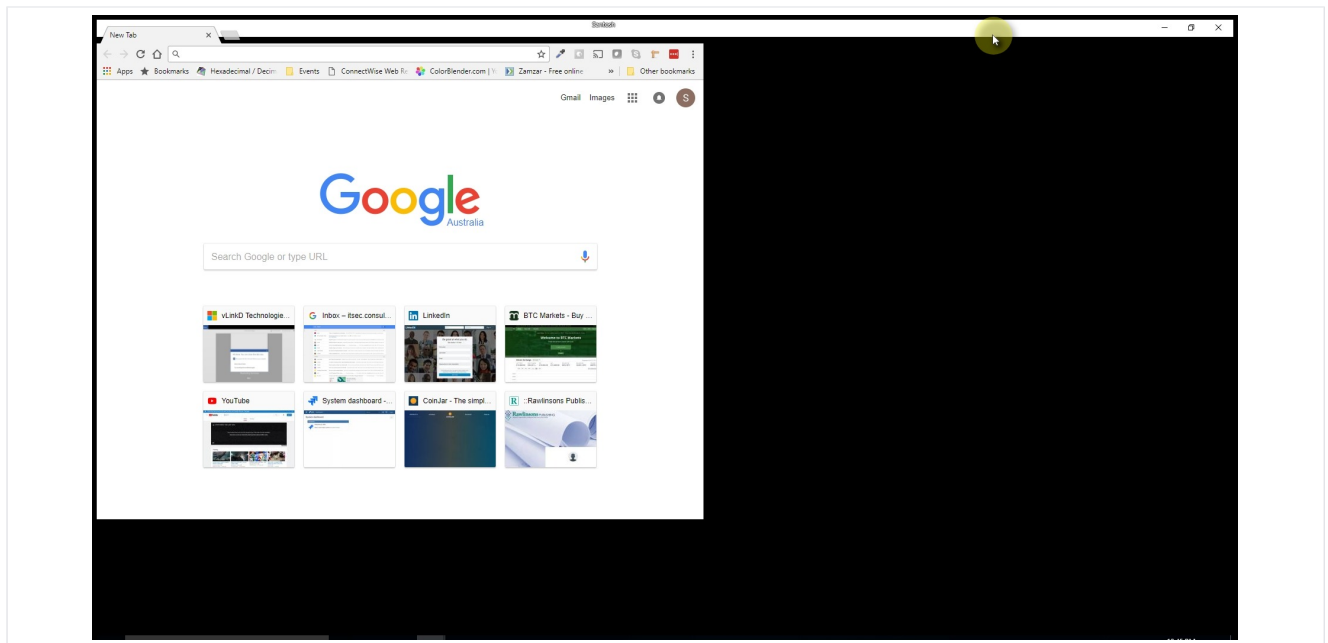 Santosh
New Tab
Apps Bookmarks Hexadecimal / Decim Events ConnectWise Web Re ColorBlender.com | Zamzar - Free online » Other bookmarks
Gmail Images S
Google
Australia
Search Google or type URL
vLinkD Technologie... Inbox – itsec.consul... LinkedIn BTC Markets - Buy ...
YouTube System dashboard -... CoinJar - The simpl... ::Rawlinsons Publis...